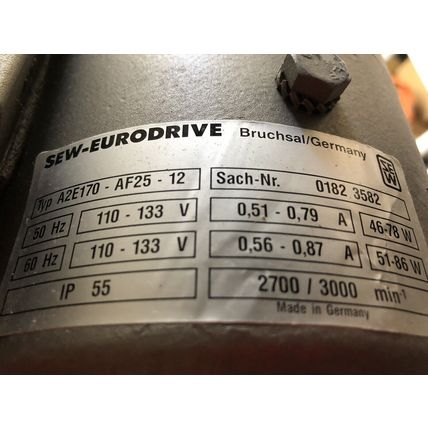 SEW-EURODRIVE Bruchsal/Germany SEW
Typ A2E170 - AF25 - 12 Sach-Nr. 0182 3582
50 Hz 110 - 133 V 0,51 - 0,79 A 46-78 W
60 Hz 110 - 133 V 0,56 - 0,87 A 51-86 W
IP 55 2700 / 3000 min-1
Made in Germany